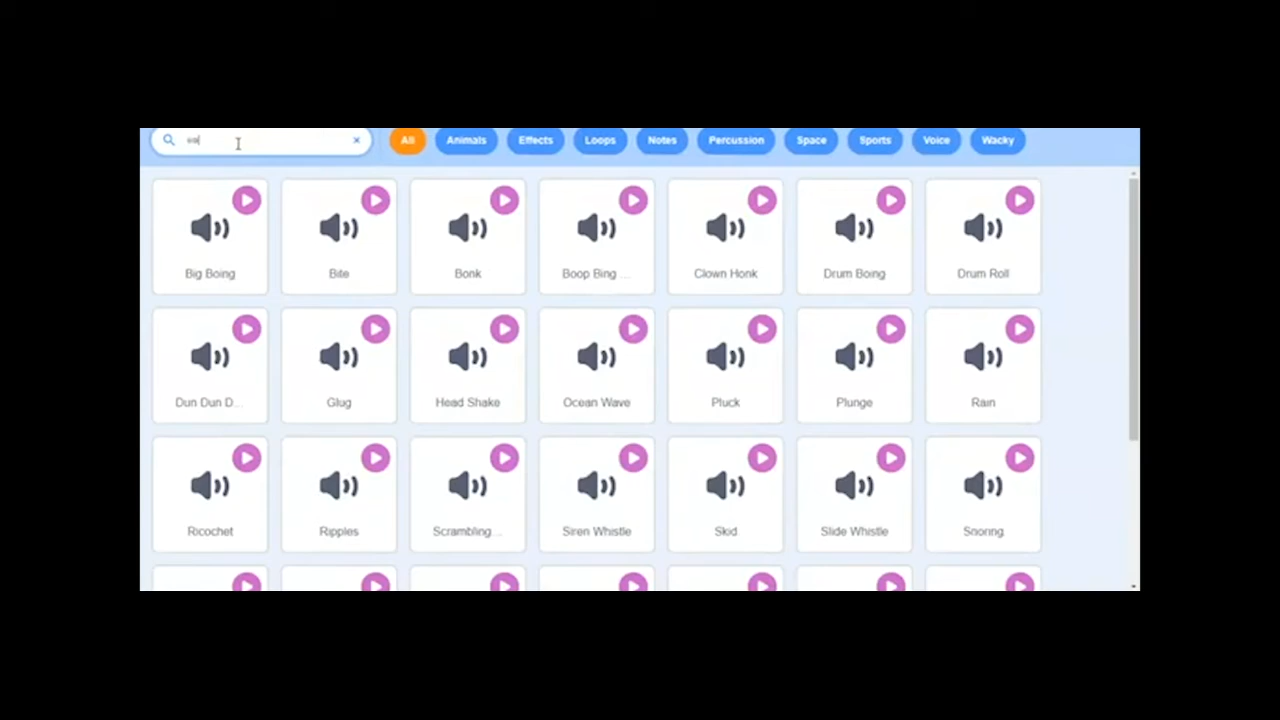 All Animals Effects Loops Notes Percussion Space Sports Voice Wacky
Big Boing Bite Bonk Boop Bing ... Clown Honk Drum Boing Drum Roll
Dun Dun D... Glug Head Shake Ocean Wave Pluck Plunge Rain
Ricochet Ripples Scrambling... Siren Whistle Skid Slide Whistle Snoring